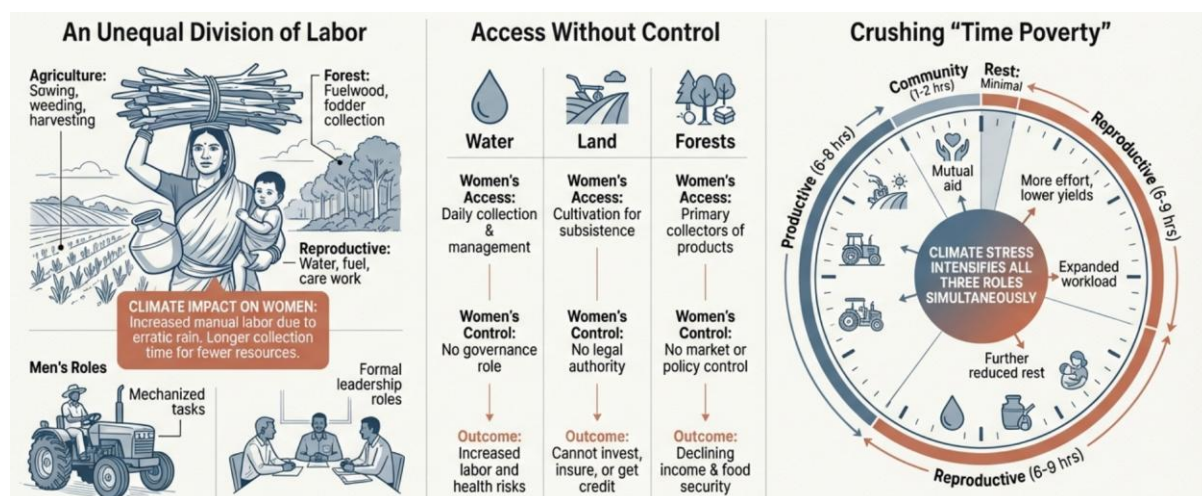 An Unequal Division of Labor
Agriculture:
Sowing,
weeding,
harvesting
Forest:
Fuelwood,
fodder
collection
Reproductive:
Water, fuel,
care work
CLIMATE IMPACT ON WOMEN:
Increased manual labor due to
erratic rain. Longer collection
time for fewer resources.
Men's Roles
Mechanized
tasks
Formal
leadership
roles
Access Without Control
Water
Women's
Access:
Daily collection
&
management
Women's
Control:
No governance
role
Outcome:
Increased
labor and
health risks
Land
Women's
Access:
Cultivation for
subsistence
Women's
Control:
No legal
authority
Outcome:
Cannot invest,
insure, or get
credit
Forests
Women's
Access:
Primary
collectors of
products
Women's
Control:
No market or
policy control
Outcome:
Declining
income & food
security
Crushing "Time Poverty"
Community
(1-2 hrs)
Rest:
Minimal
Productive (6-8 hrs)
Reproductive (6-9 hrs)
Mutual
aid
More effort,
lower yields
CLIMATE STRESS
INTENSIFIES ALL
THREE ROLES
SIMULTANEOUSLY
Expanded
workload
Further
reduced rest
Reproductive (6-9 hrs)